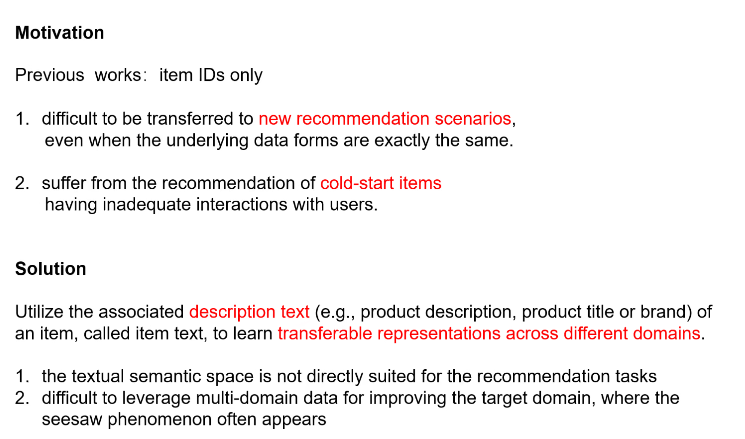 Motivation
Previous works: item IDs only
1. difficult to be transferred to new recommendation scenarios,
even when the underlying data forms are exactly the same.
2. suffer from the recommendation of cold-start items
having inadequate interactions with users.
Solution
Utilize the associated description text (e.g., product description, product title or brand) of
an item, called item text, to learn transferable representations across different domains.
1. the textual semantic space is not directly suited for the recommendation tasks
2. difficult to leverage multi-domain data for improving the target domain, where the
seesaw phenomenon often appears